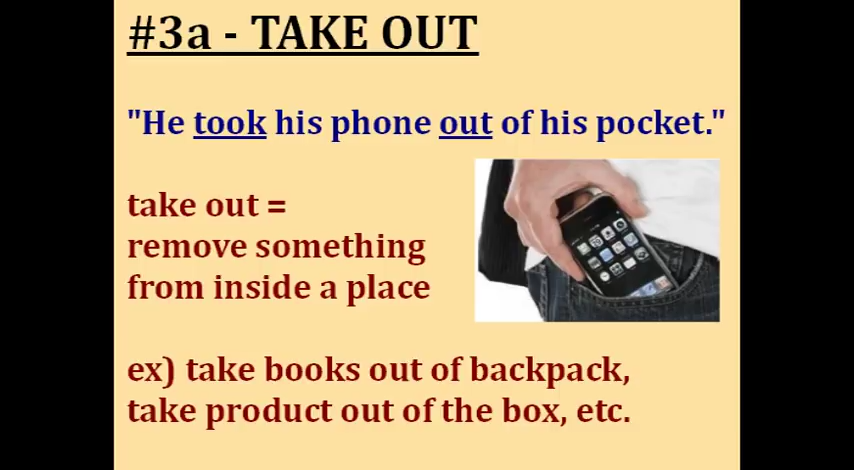 #3a - TAKE OUT
"He took his phone out of his pocket."
take out =
remove something
from inside a place
ex) take books out of backpack,
take product out of the box, etc.